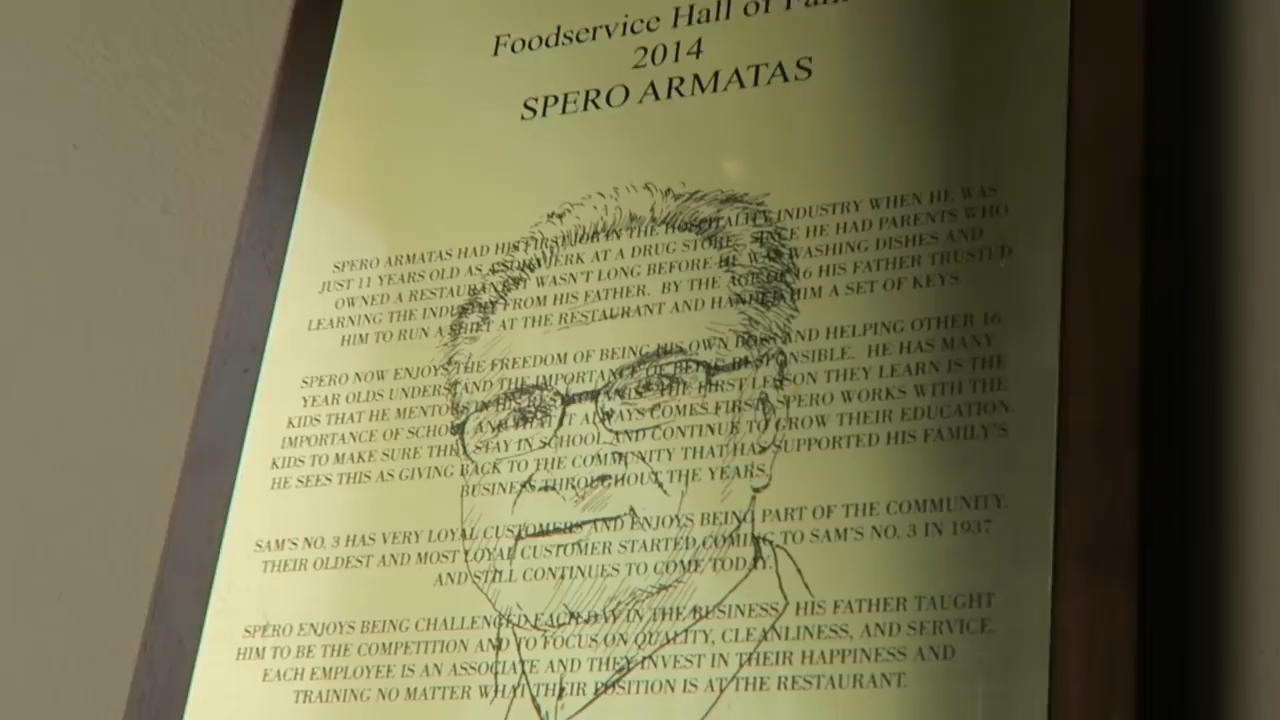 Foodservice Hall of Fam
2014
SPERO ARMATAS
SPERO ARMATAS HAD HIS FIRST JOB IN THE HOSPITALITY INDUSTRY WHEN HE WAS
JUST 11 YEARS OLD AS A SODA JERK AT A DRUG STORE. SINCE HE HAD PARENTS WHO
OWNED A RESTAURANT IT WASN'T LONG BEFORE HE WAS WASHING DISHES AND
LEARNING THE INDUSTRY FROM HIS FATHER. BY THE AGE OF 16 HIS FATHER TRUSTED
HIM TO RUN A SHIFT AT THE RESTAURANT AND HANDED HIM A SET OF KEYS
SPERO NOW ENJOYS THE FREEDOM OF BEING HIS OWN BOSS AND HELPING OTHER 16
YEAR OLDS UNDERSTAND THE IMPORTANCE OF BEING RESPONSIBLE. HE HAS MANY
KIDS THAT HE MENTORS IN HIS RESTAURANTS. THE FIRST LESSON THEY LEARN IS THE
IMPORTANCE OF SCHOOL AND THAT IT ALWAYS COMES FIRST. SPERO WORKS WITH THE
KIDS TO MAKE SURE THEY STAY IN SCHOOL AND CONTINUE TO GROW THEIR EDUCATION.
HE SEES THIS AS GIVING BACK TO THE COMMUNITY THAT HAS SUPPORTED HIS FAMILY'S
BUSINESS THROUGHOUT THE YEARS.
SAM'S NO. 3 HAS VERY LOYAL CUSTOMERS AND ENJOYS BEING PART OF THE COMMUNITY.
THEIR OLDEST AND MOST LOYAL CUSTOMER STARTED COMING TO SAM'S NO. 3 IN 1937
AND STILL CONTINUES TO COME TODAY.
SPERO ENJOYS BEING CHALLENGED EACH DAY IN THE BUSINESS. HIS FATHER TAUGHT
HIM TO BE THE COMPETITION AND TO FOCUS ON QUALITY, CLEANLINESS, AND SERVICE.
EACH EMPLOYEE IS AN ASSOCIATE AND THEY INVEST IN THEIR HAPPINESS AND
TRAINING NO MATTER WHAT THEIR POSITION IS AT THE RESTAURANT.